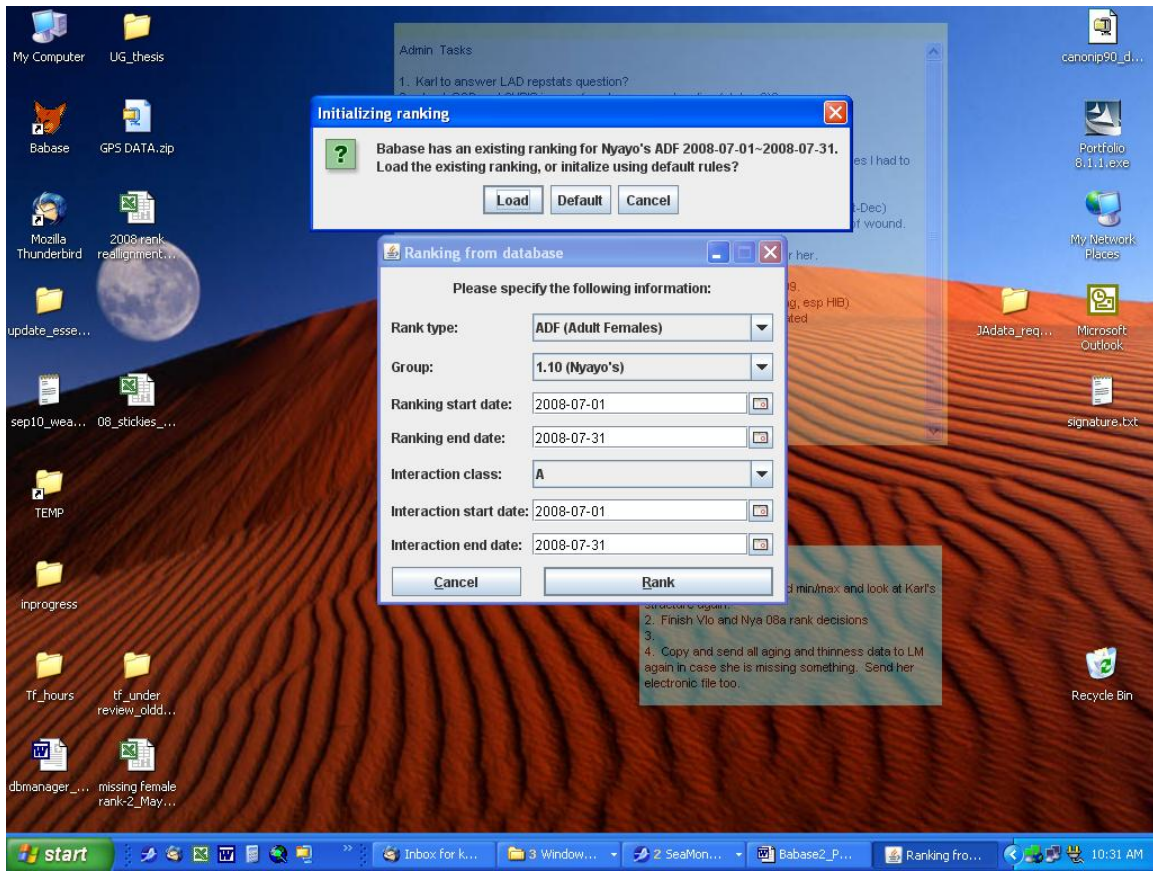 My Computer
UG_thesis
Babase
GPS DATA.zip
Mozilla
Thunderbird
2008 rank
reallignment...
update_esse...
sep10_wea...
08_stickies_...
TEMP
inprogress
Tf_hours
tf_under
review_oldd...
dbmanager_...
missing female
rank-2_May...
Admin Tasks
1. Karl to answer LAD repstats question?
es I had to
t-Dec)
of wound.
r her.
09.
g, esp HIB)
ted
Initializing ranking
Babase has an existing ranking for Nyayo's ADF 2008-07-01~2008-07-31.
Load the existing ranking, or initalize using default rules?
Load
Default
Cancel
Ranking from database
Please specify the following information:
Rank type:
ADF (Adult Females)
Group:
1.10 (Nyayo's)
Ranking start date:
2008-07-01
Ranking end date:
2008-07-31
Interaction class:
A
Interaction start date:
2008-07-01
Interaction end date:
2008-07-31
Cancel
Rank
d min/max and look at Karl's
structure again.
2. Finish Vlo and Nya 08a rank decisions
3.
4. Copy and send all aging and thinness data to LM
again in case she is missing something. Send her
electronic file too.
canonip90_d...
Portfolio
8.1.1.exe
My Network
Places
JAdata_req...
Microsoft
Outlook
signature.txt
Recycle Bin
start
Inbox for k...
3 Window...
2 SeaMon...
Babase2_P...
Ranking fro...
10:31 AM